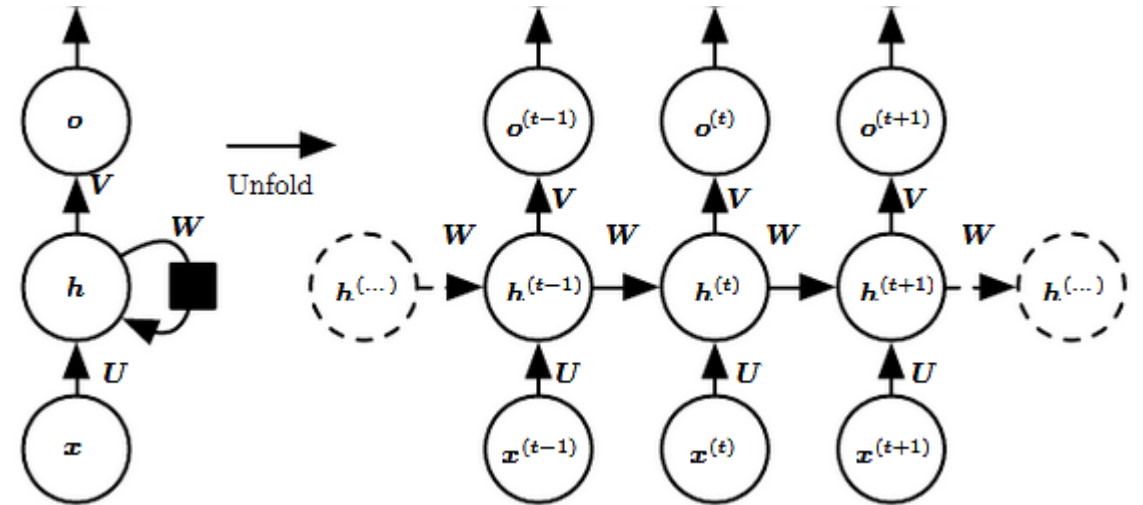 o o^(t−1) o^(t) o^(t+1)
Unfold
V V V V
W W W W W
h h^(...) h^(t−1) h^(t) h^(t+1) h^(...)
U U U U
x x^(t−1) x^(t) x^(t+1)